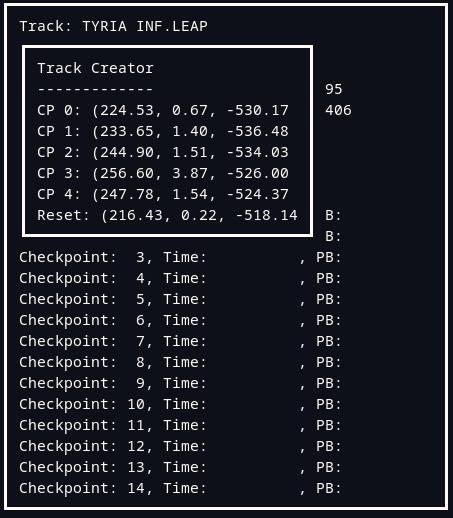 Track: TYRIA INF.LEAP
Track Creator
-------------
95
CP 0: (224.53, 0.67, -530.17
406
CP 1: (233.65, 1.40, -536.48
CP 2: (244.90, 1.51, -534.03
CP 3: (256.60, 3.87, -526.00
CP 4: (247.78, 1.54, -524.37
Reset: (216.43, 0.22, -518.14
B:
B:
Checkpoint:  3, Time:          , PB:
Checkpoint:  4, Time:          , PB:
Checkpoint:  5, Time:          , PB:
Checkpoint:  6, Time:          , PB:
Checkpoint:  7, Time:          , PB:
Checkpoint:  8, Time:          , PB:
Checkpoint:  9, Time:          , PB:
Checkpoint: 10, Time:          , PB:
Checkpoint: 11, Time:          , PB:
Checkpoint: 12, Time:          , PB:
Checkpoint: 13, Time:          , PB:
Checkpoint: 14, Time:          , PB: